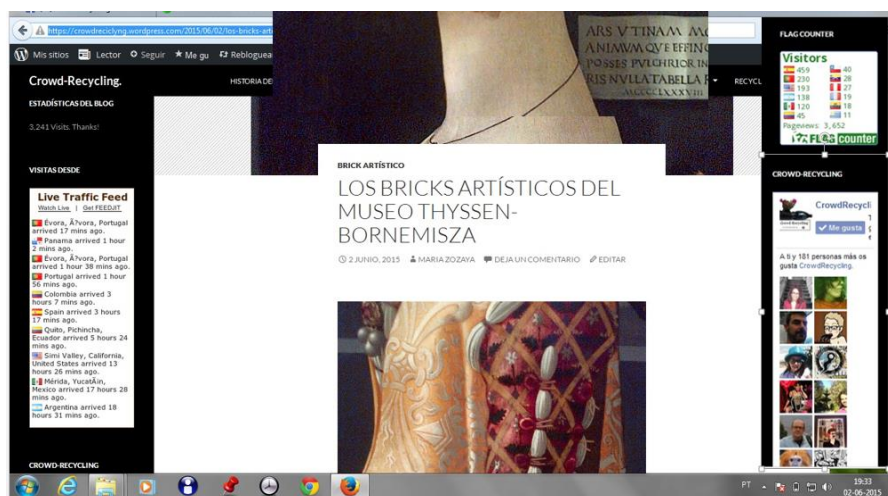 https://crowdreciclyng.wordpress.com/2015/06/02/los-bricks-art
Mis sitios Lector Seguir Me gu Rebloguea
Crowd-Recycling.
HISTORIA DE
RECYCL
ESTADÍSTICAS DEL BLOG
3,241 Visits. Thanks!
VISITAS DESDE
Live Traffic Feed
Watch Live | Get FEEDJIT
Évora, Ã?vora, Portugal
arrived 17 mins ago.
Panama arrived 1 hour
2 mins ago.
Évora, Ã?vora, Portugal
arrived 1 hour 38 mins ago.
Portugal arrived 1 hour
56 mins ago.
Colombia arrived 3
hours 7 mins ago.
Spain arrived 3 hours
17 mins ago.
Quito, Pichincha,
Ecuador arrived 5 hours 24
mins ago.
Simi Valley, California,
United States arrived 13
hours 26 mins ago.
Mérida, YucatÃ¡n,
Mexico arrived 17 hours 28
mins ago.
Argentina arrived 18
hours 31 mins ago.
CROWD-RECYCLING
ARS VTINAM MO
ANIMVM QVE EFFING
POSSES PVLCHRIOR IN
RIS NVLLA TABELLA F
MCCCCLXXXVIII
BRICK ARTÍSTICO
LOS BRICKS ARTÍSTICOS DEL
MUSEO THYSSEN-
BORNEMISZA
2 JUNIO, 2015 MARIA ZOZAYA DEJA UN COMENTARIO EDITAR
FLAG COUNTER
Visitors
459 40
230 28
193 27
138 19
120 18
45 11
Pageviews: 3,652
FLAG counter
CROWD-RECYCLING
CrowdRecycli
Me gusta
A ti y 181 personas más os
gusta CrowdRecycling.
PT
19:33
02-06-2015